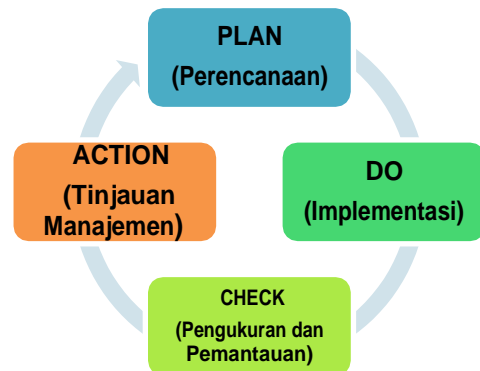 PLAN
(Perencanaan)
DO
(Implementasi)
CHECK
(Pengukuran dan
Pemantauan)
ACTION
(Tinjauan
Manajemen)